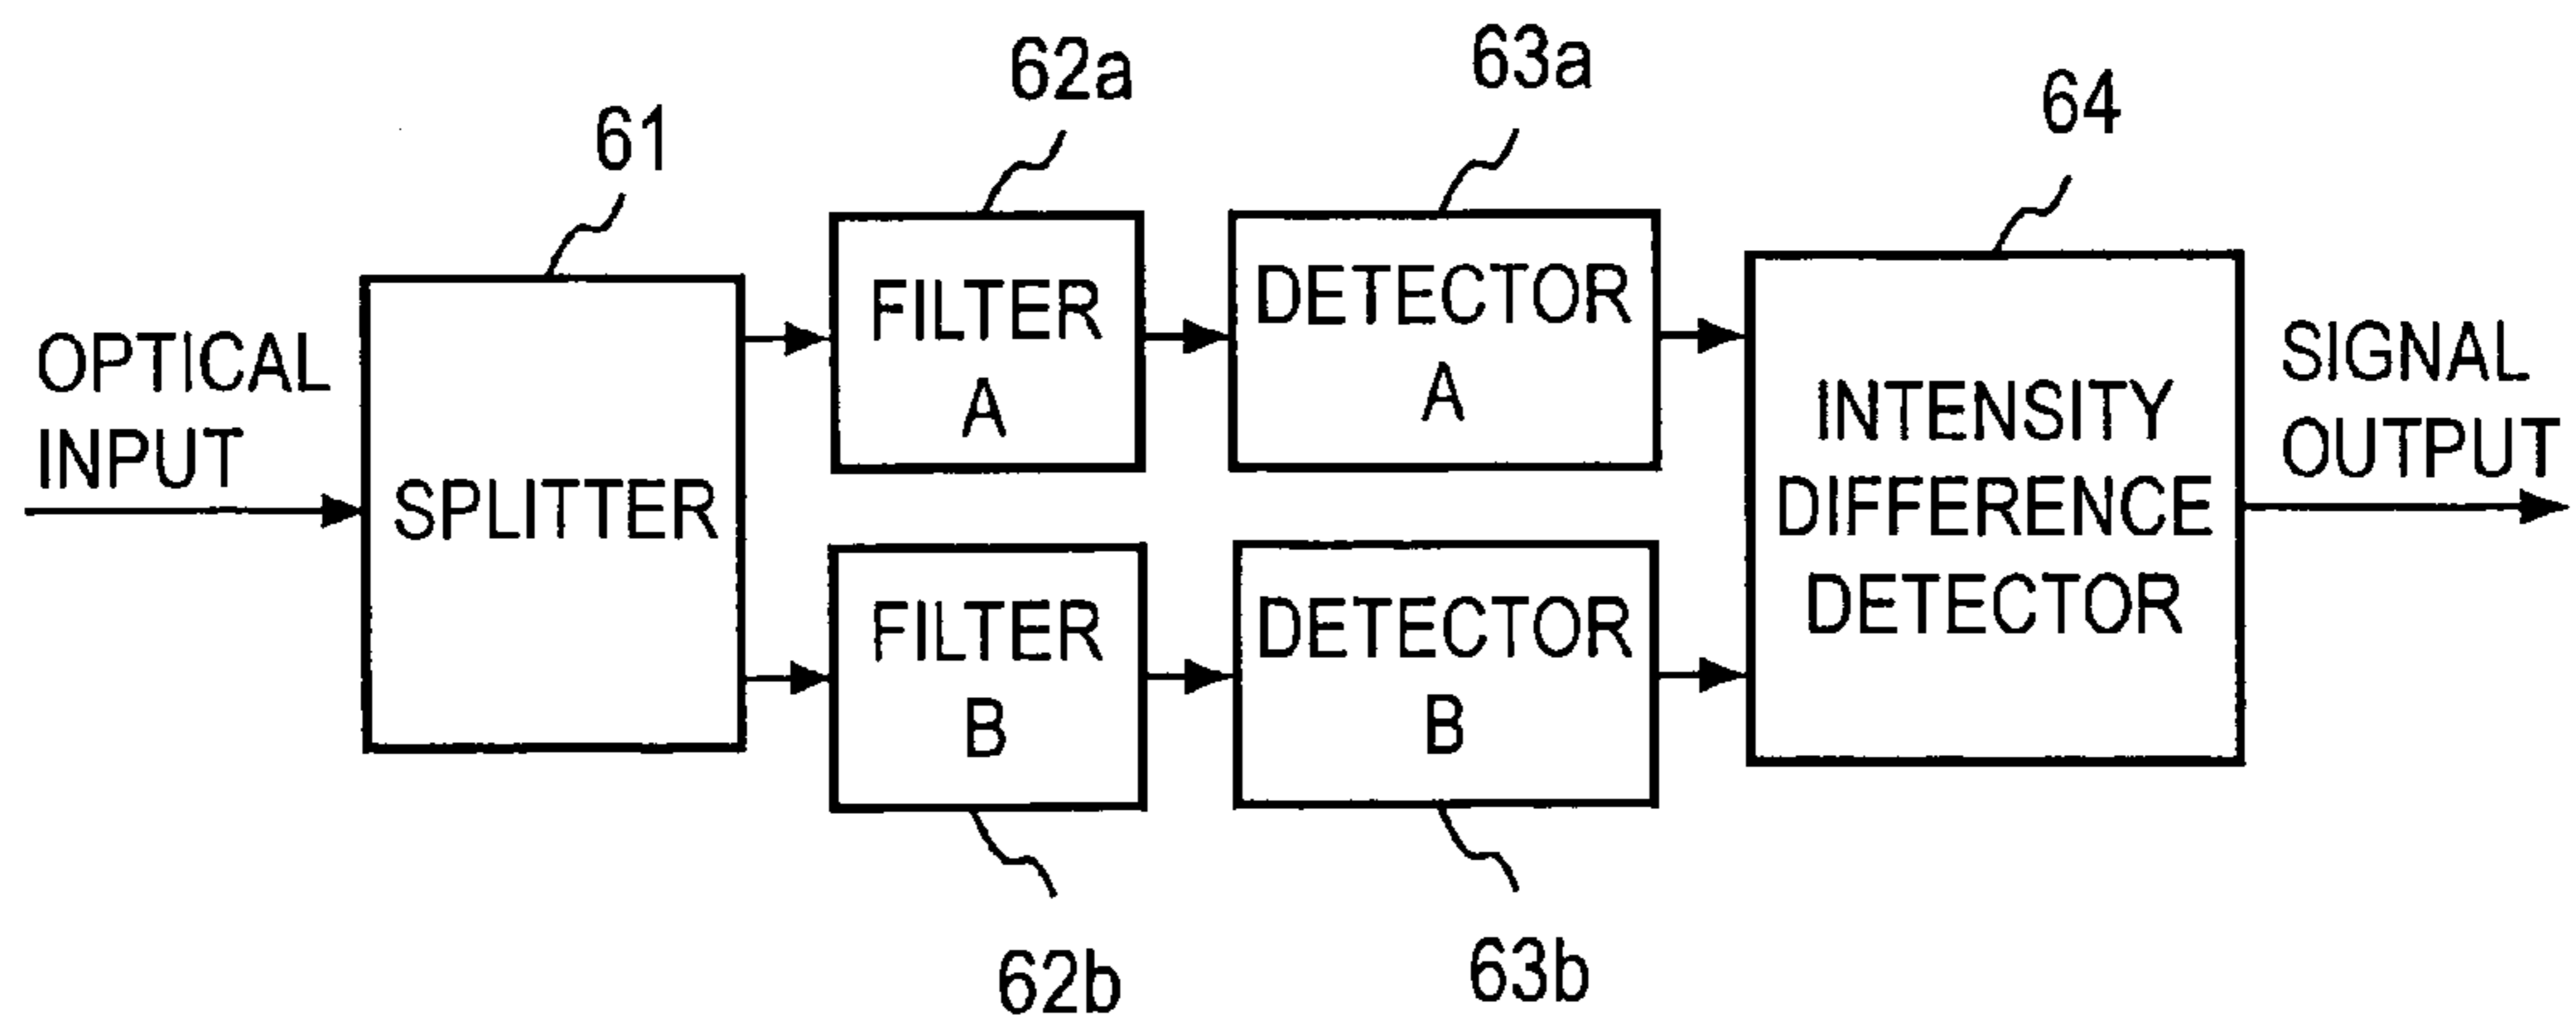 62a
63a
64
61
OPTICAL
INPUT
SPLITTER
FILTER
A
DETECTOR
A
FILTER
B
DETECTOR
B
INTENSITY
DIFFERENCE
DETECTOR
SIGNAL
OUTPUT
62b
63b